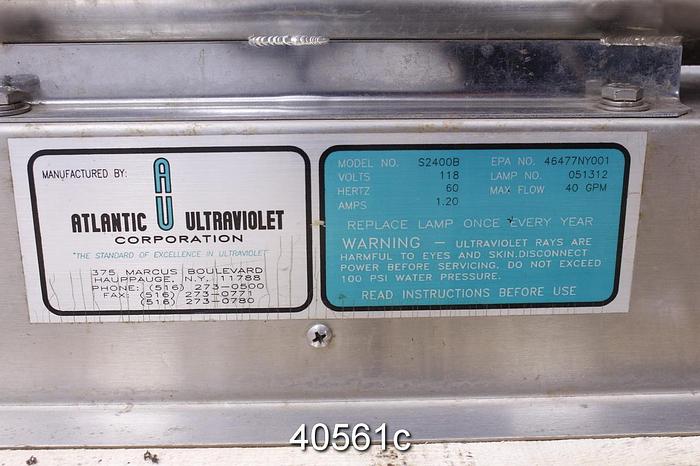 MANUFACTURED BY:
AU
ATLANTIC ULTRAVIOLET
CORPORATION
"THE STANDARD OF EXCELLENCE IN ULTRAVIOLET"
375 MARCUS BOULEVARD
HAUPPAUGE, N.Y. 11788
PHONE: (516) 273-0500
FAX: (516) 273-0771
(516) 273-0780
MODEL NO. S2400B EPA NO. 46477NY001
VOLTS 118 LAMP NO. 051312
HERTZ 60 MAX FLOW 40 GPM
AMPS 1.20
REPLACE LAMP ONCE EVERY YEAR
WARNING – ULTRAVIOLET RAYS ARE
HARMFUL TO EYES AND SKIN.DISCONNECT
POWER BEFORE SERVICING. DO NOT EXCEED
100 PSI WATER PRESSURE.
READ INSTRUCTIONS BEFORE USE
40561c